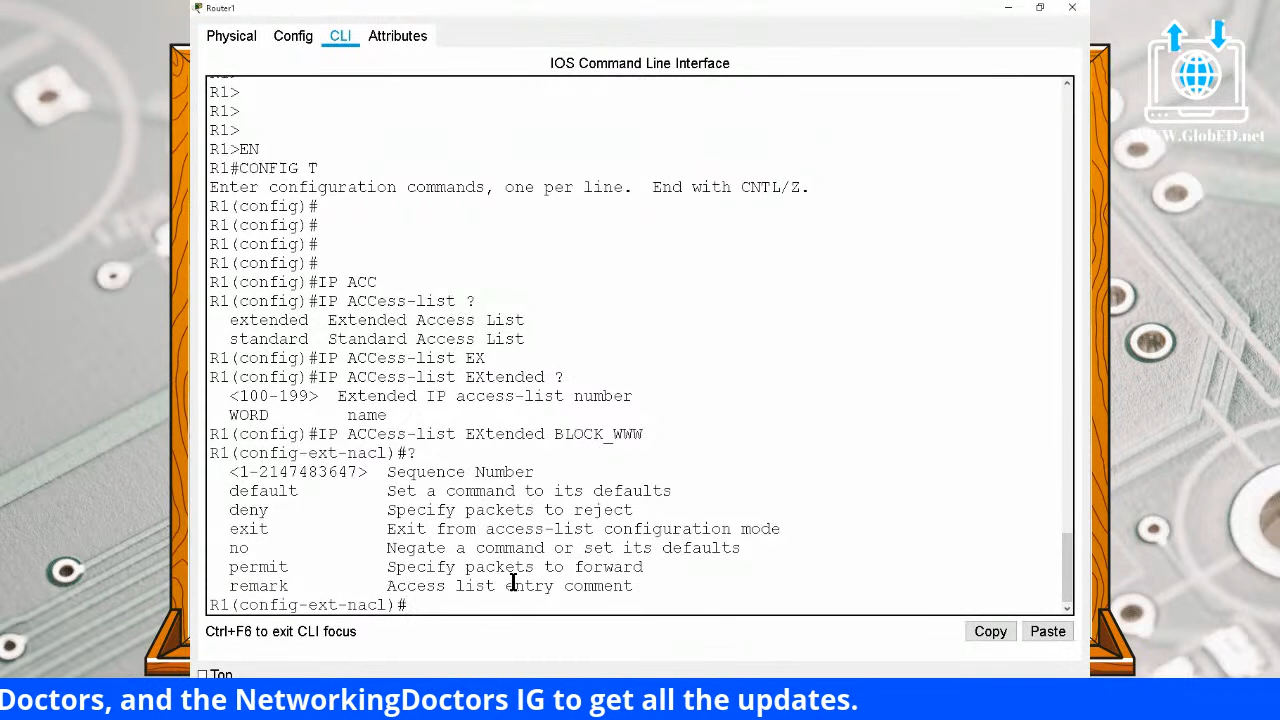 Router1
Physical Config CLI Attributes
IOS Command Line Interface
R1>
R1>
R1>
R1>EN
R1#CONFIG T
Enter configuration commands, one per line.  End with CNTL/Z.
R1(config)#
R1(config)#
R1(config)#
R1(config)#
R1(config)#IP ACC
R1(config)#IP ACCess-list ?
  extended  Extended Access List
  standard  Standard Access List
R1(config)#IP ACCess-list EX
R1(config)#IP ACCess-list EXtended ?
  <100-199>  Extended IP access-list number
  WORD        name
R1(config)#IP ACCess-list EXtended BLOCK_WWW
R1(config-ext-nacl)#?
  <1-2147483647>  Sequence Number
  default         Set a command to its defaults
  deny            Specify packets to reject
  exit            Exit from access-list configuration mode
  no              Negate a command or set its defaults
  permit          Specify packets to forward
  remark          Access list entry comment
R1(config-ext-nacl)#
Ctrl+F6 to exit CLI focus
Copy Paste
Top
WWW.GlobED.net
Doctors, and the NetworkingDoctors IG to get all the updates.